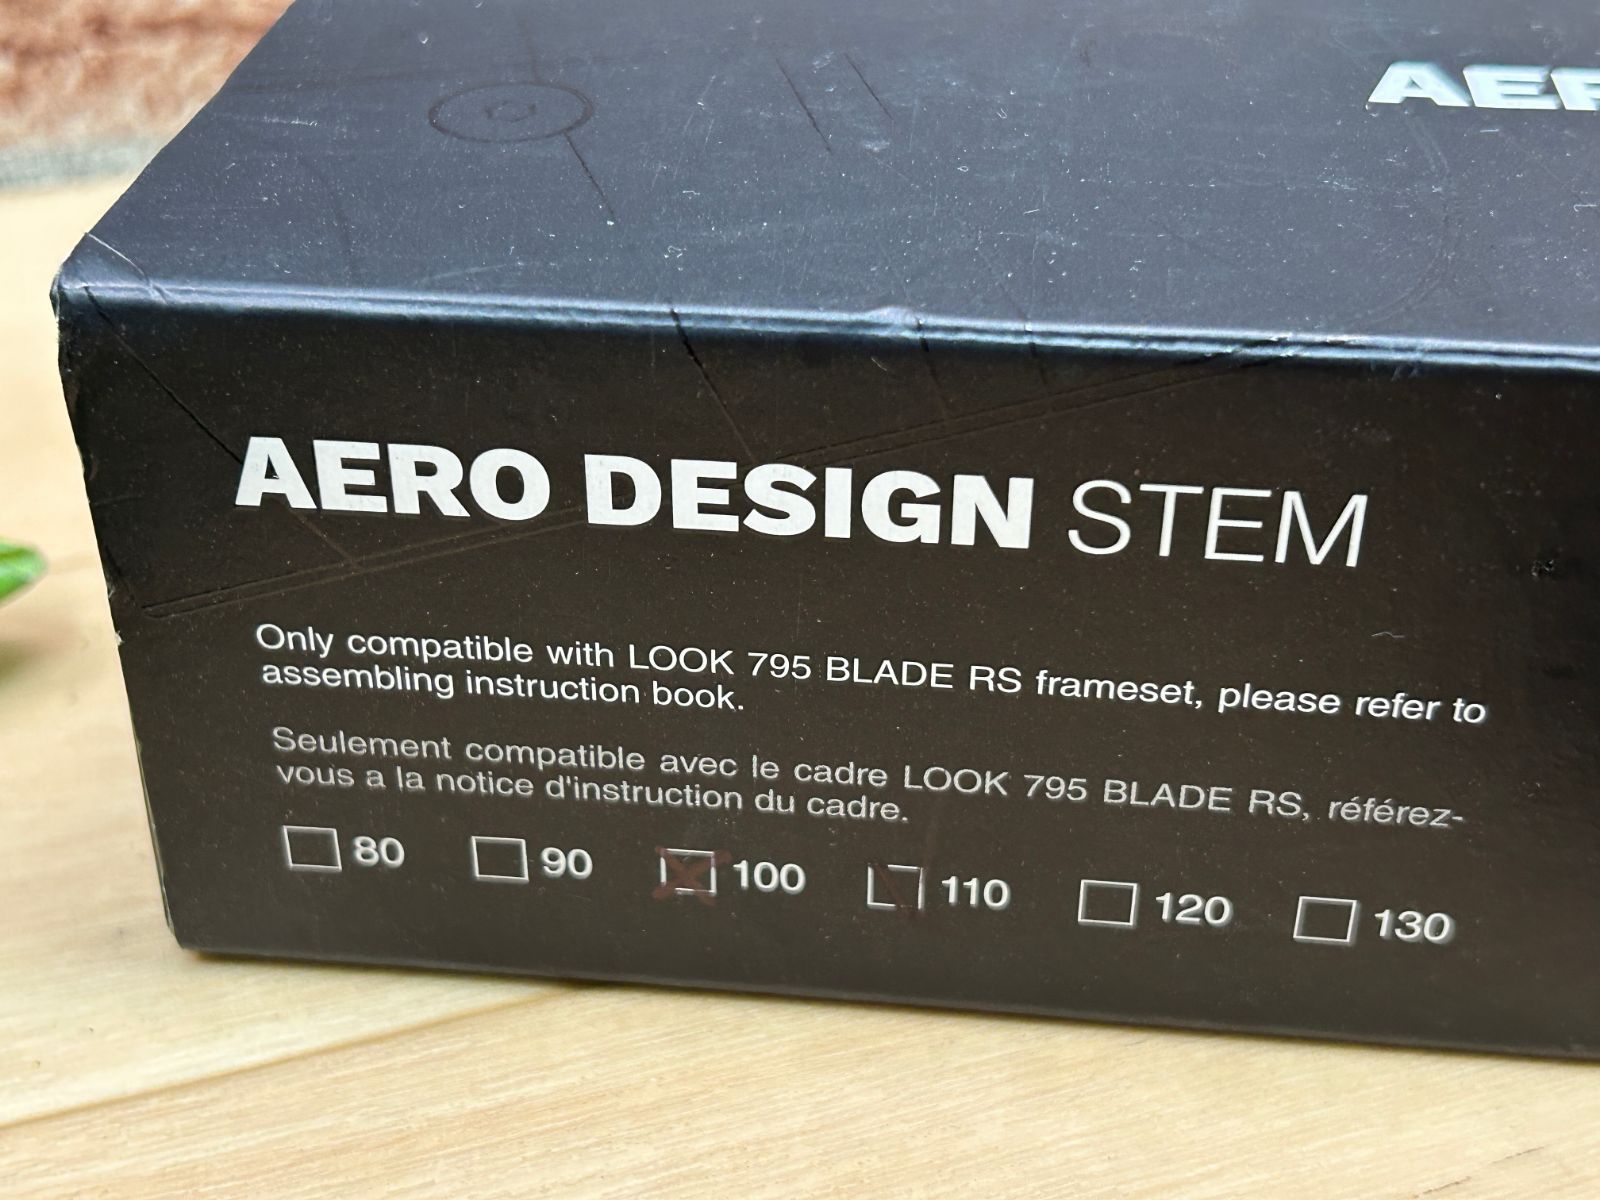 AER
AERO DESIGN STEM
Only compatible with LOOK 795 BLADE RS frameset, please refer to
assembling instruction book.
Seulement compatible avec le cadre LOOK 795 BLADE RS, référez-
vous a la notice d'instruction du cadre.
80 90 100 110 120 130